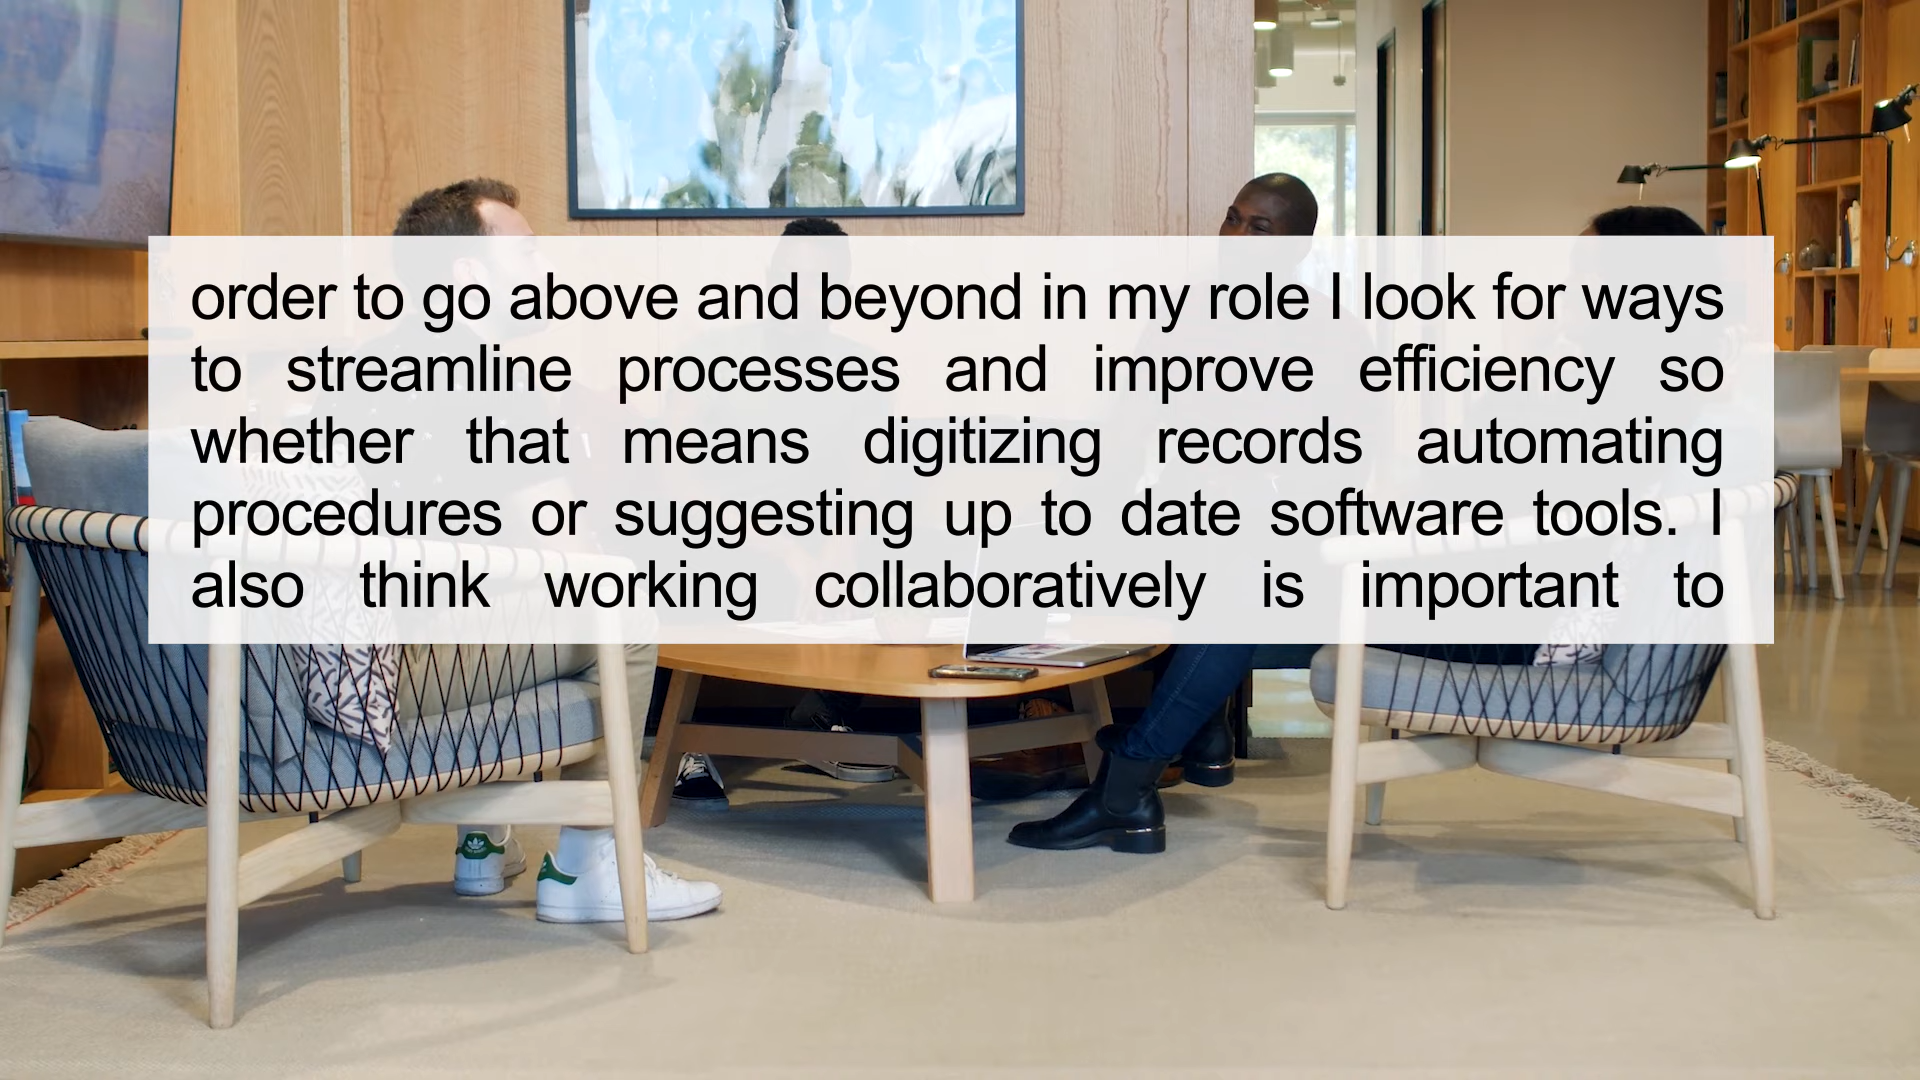 order to go above and beyond in my role I look for ways
to streamline processes and improve efficiency so
whether that means digitizing records automating
procedures or suggesting up to date software tools. I
also think working collaboratively is important to